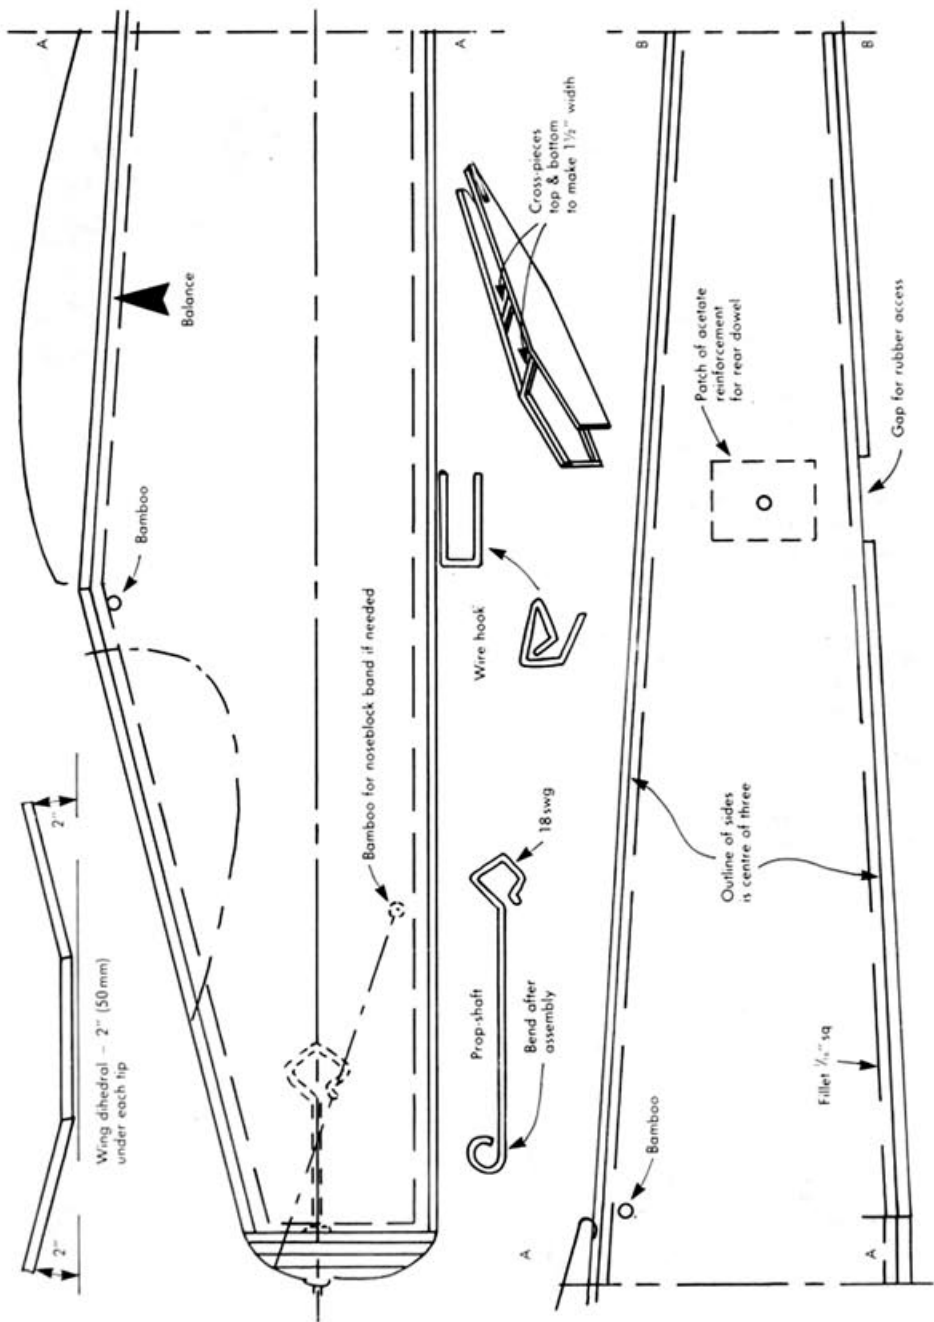 2"
2"
Wing dihedral – 2" (50mm)
under each tip
A
Balance
Bamboo
Bamboo for noseblock band if needed
A
Cross-pieces
top & bottom
to make 1½" width
Wire hook
18 swg
Prop-shaft
Bend after
assembly
A
B
Patch of acetate
reinforcement
for rear dowel
Outline of sides
is centre of three
Bamboo
Fillet 1/16" sq
Gap for rubber access
A
B